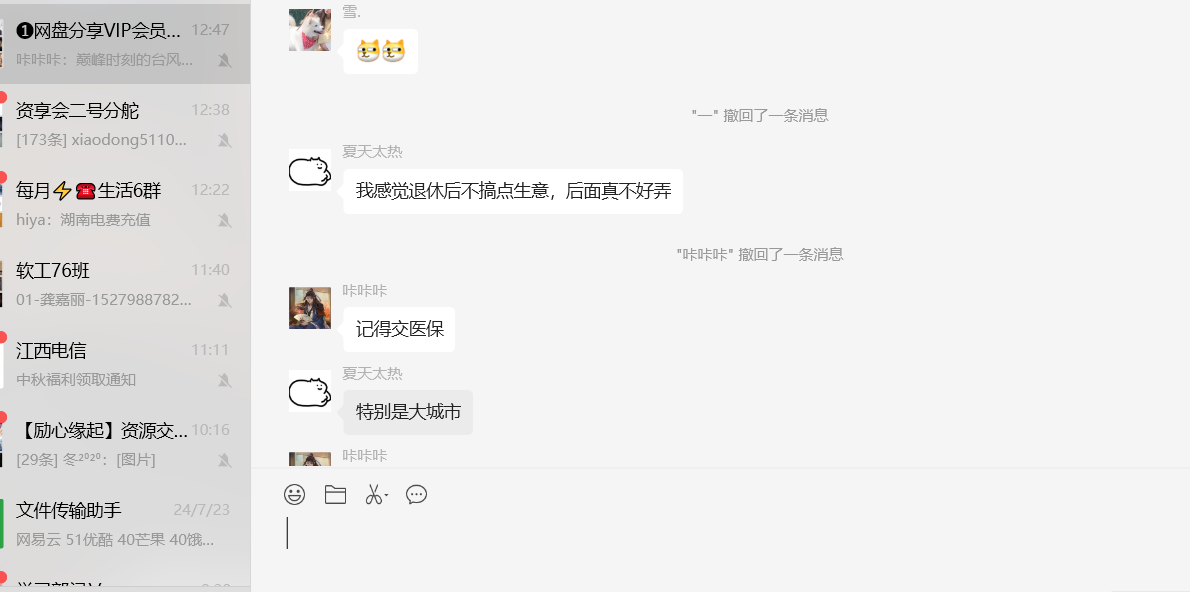 ❶网盘分享VIP会员... 12:47
咔咔咔：巅峰时刻的台风...
资享会二号分舵 12:38
[173条] xiaodong5110...
每月⚡☎生活6群 12:22
hiya：湖南电费充值
软工76班 11:40
01-龚嘉丽-1527988782...
江西电信 11:11
中秋福利领取通知
【励心缘起】资源交... 10:16
[29条] 冬²⁰²⁰：[图片]
文件传输助手 24/7/23
网易云 51优酷 40芒果 40饿...
雪.
"一" 撤回了一条消息
夏天太热
我感觉退休后不搞点生意，后面真不好弄
"咔咔咔" 撤回了一条消息
咔咔咔
记得交医保
夏天太热
特别是大城市
咔咔咔